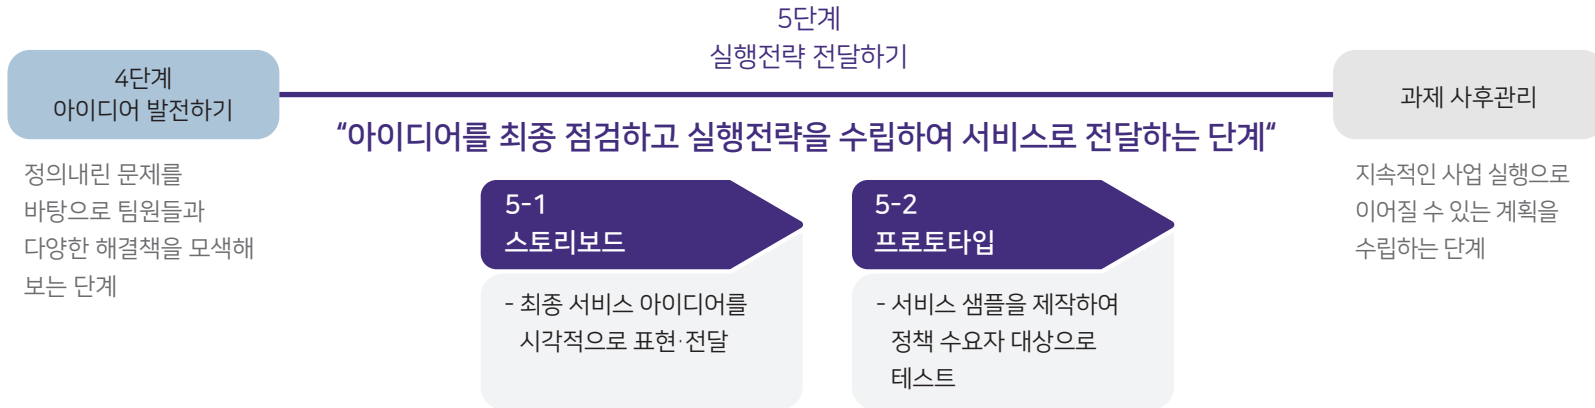 5단계
실행전략 전달하기
4단계
아이디어 발전하기
과제 사후관리
“아이디어를 최종 점검하고 실행전략을 수립하여 서비스로 전달하는 단계“
정의내린 문제를
바탕으로 팀원들과
다양한 해결책을 모색해
보는 단계
5-1
스토리보드
- 최종 서비스 아이디어를
시각적으로 표현·전달
5-2
프로토타입
- 서비스 샘플을 제작하여
정책 수요자 대상으로
테스트
지속적인 사업 실행으로
이어질 수 있는 계획을
수립하는 단계